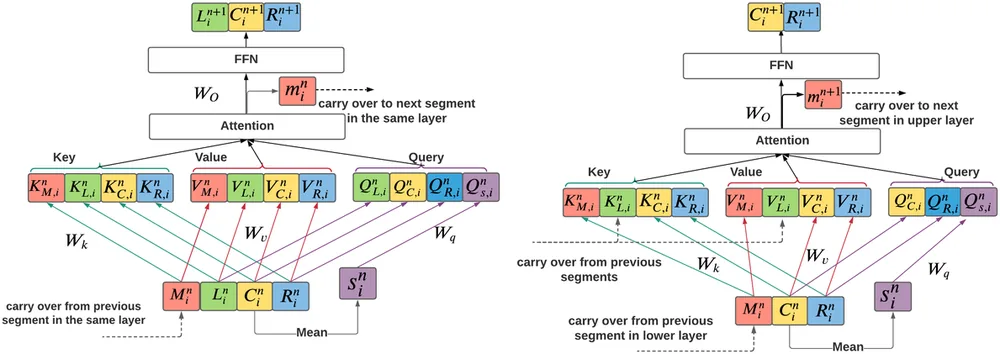 L_i^{n+1} C_i^{n+1} R_i^{n+1}
FFN
W_O
m_i^n
carry over to next segment
in the same layer
Attention
Key
Value
Query
K_{M,i}^n K_{L,i}^n K_{C,i}^n K_{R,i}^n
V_{M,i}^n V_{L,i}^n V_{C,i}^n V_{R,i}^n
Q_{L,i}^n Q_{C,i}^n Q_{R,i}^n Q_{s,i}^n
W_k
W_v
W_q
M_i^n L_i^n C_i^n R_i^n
s_i^n
carry over from previous
segment in the same layer
Mean
C_i^{n+1} R_i^{n+1}
FFN
W_O
m_i^{n+1}
carry over to next
segment in upper layer
Attention
Key
Value
Query
K_{M,i}^n K_{L,i}^n K_{C,i}^n K_{R,i}^n
V_{M,i}^n V_{L,i}^n V_{C,i}^n V_{R,i}^n
Q_{C,i}^n Q_{R,i}^n Q_{s,i}^n
carry over from previous
segments
W_k
W_v
W_q
M_i^n C_i^n R_i^n
s_i^n
carry over from previous
segment in lower layer
Mean